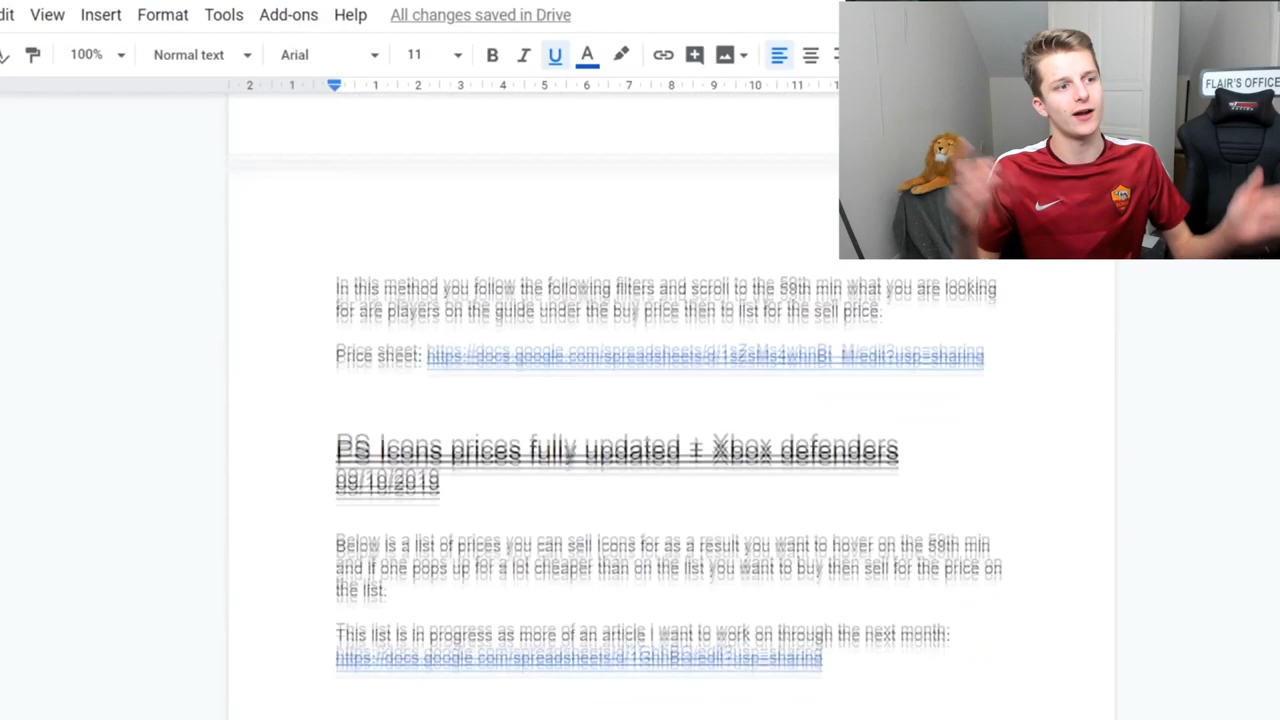 dit View Insert Format Tools Add-ons Help All changes saved in Drive
100% Normal text Arial 11 B I U A
2 1 1 2 3 4 5 6 7 8 9 10 11
FLAIR'S OFFICE
In this method you follow the following filters and scroll to the 59th min what you are looking
for are players on the guide under the buy price then to list for the sell price.
Price sheet:
PS Icons prices fully updated + Xbox defenders
09/10/2019
Below is a list of prices you can sell Icons for as a result you want to hover on the 59th min
and if one pops up for a lot cheaper than on the list you want to buy then sell for the price on
the list.
This list is in progress as more of an article I want to work on through the next month: